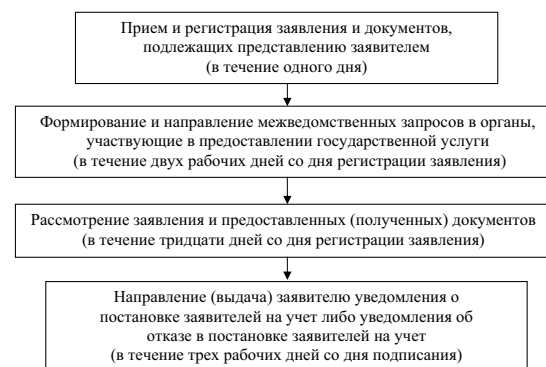 Прием и регистрация заявления и документов,
подлежащих представлению заявителем
(в течение одного дня)
Формирование и направление межведомственных запросов в органы,
участвующие в предоставлении государственной услуги
(в течение двух рабочих дней со дня регистрации заявления)
Рассмотрение заявления и предоставленных (полученных) документов
(в течение тридцати дней со дня регистрации заявления)
Направление (выдача) заявителю уведомления о
постановке заявителей на учет либо уведомления об
отказе в постановке заявителей на учет
(в течение трех рабочих дней со дня подписания)